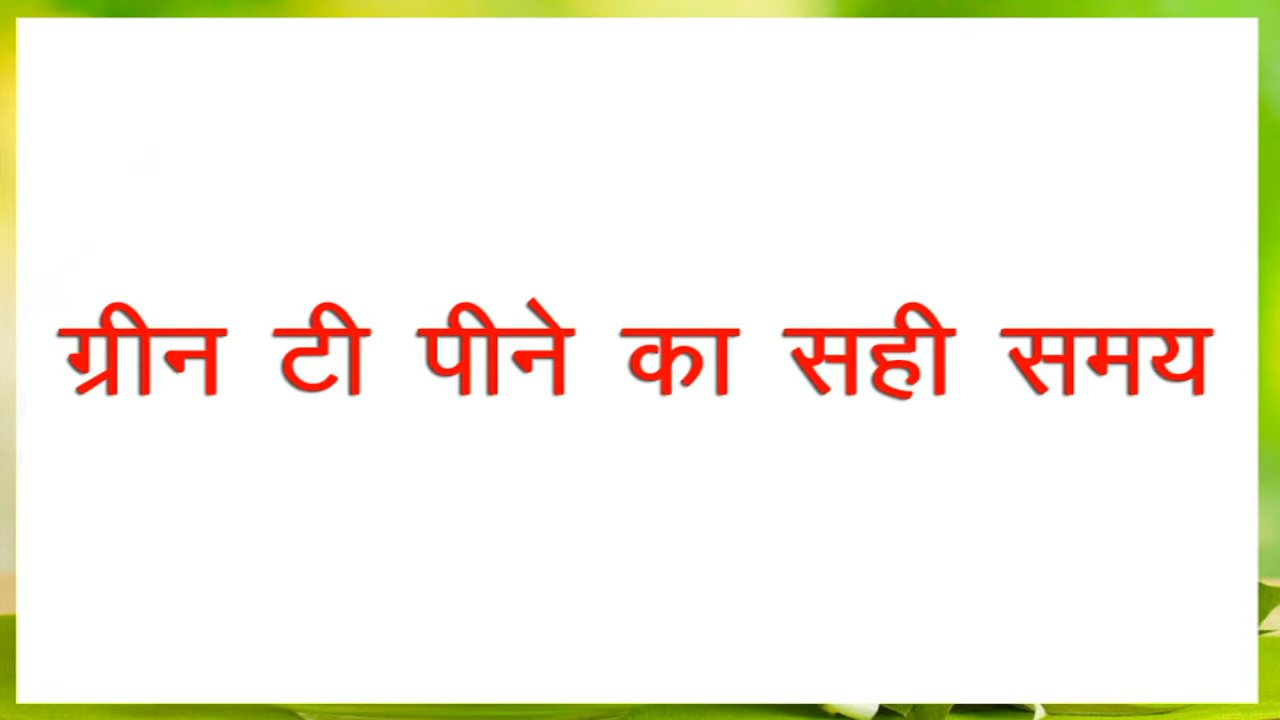 ग्रीन टी पीने का सही समय